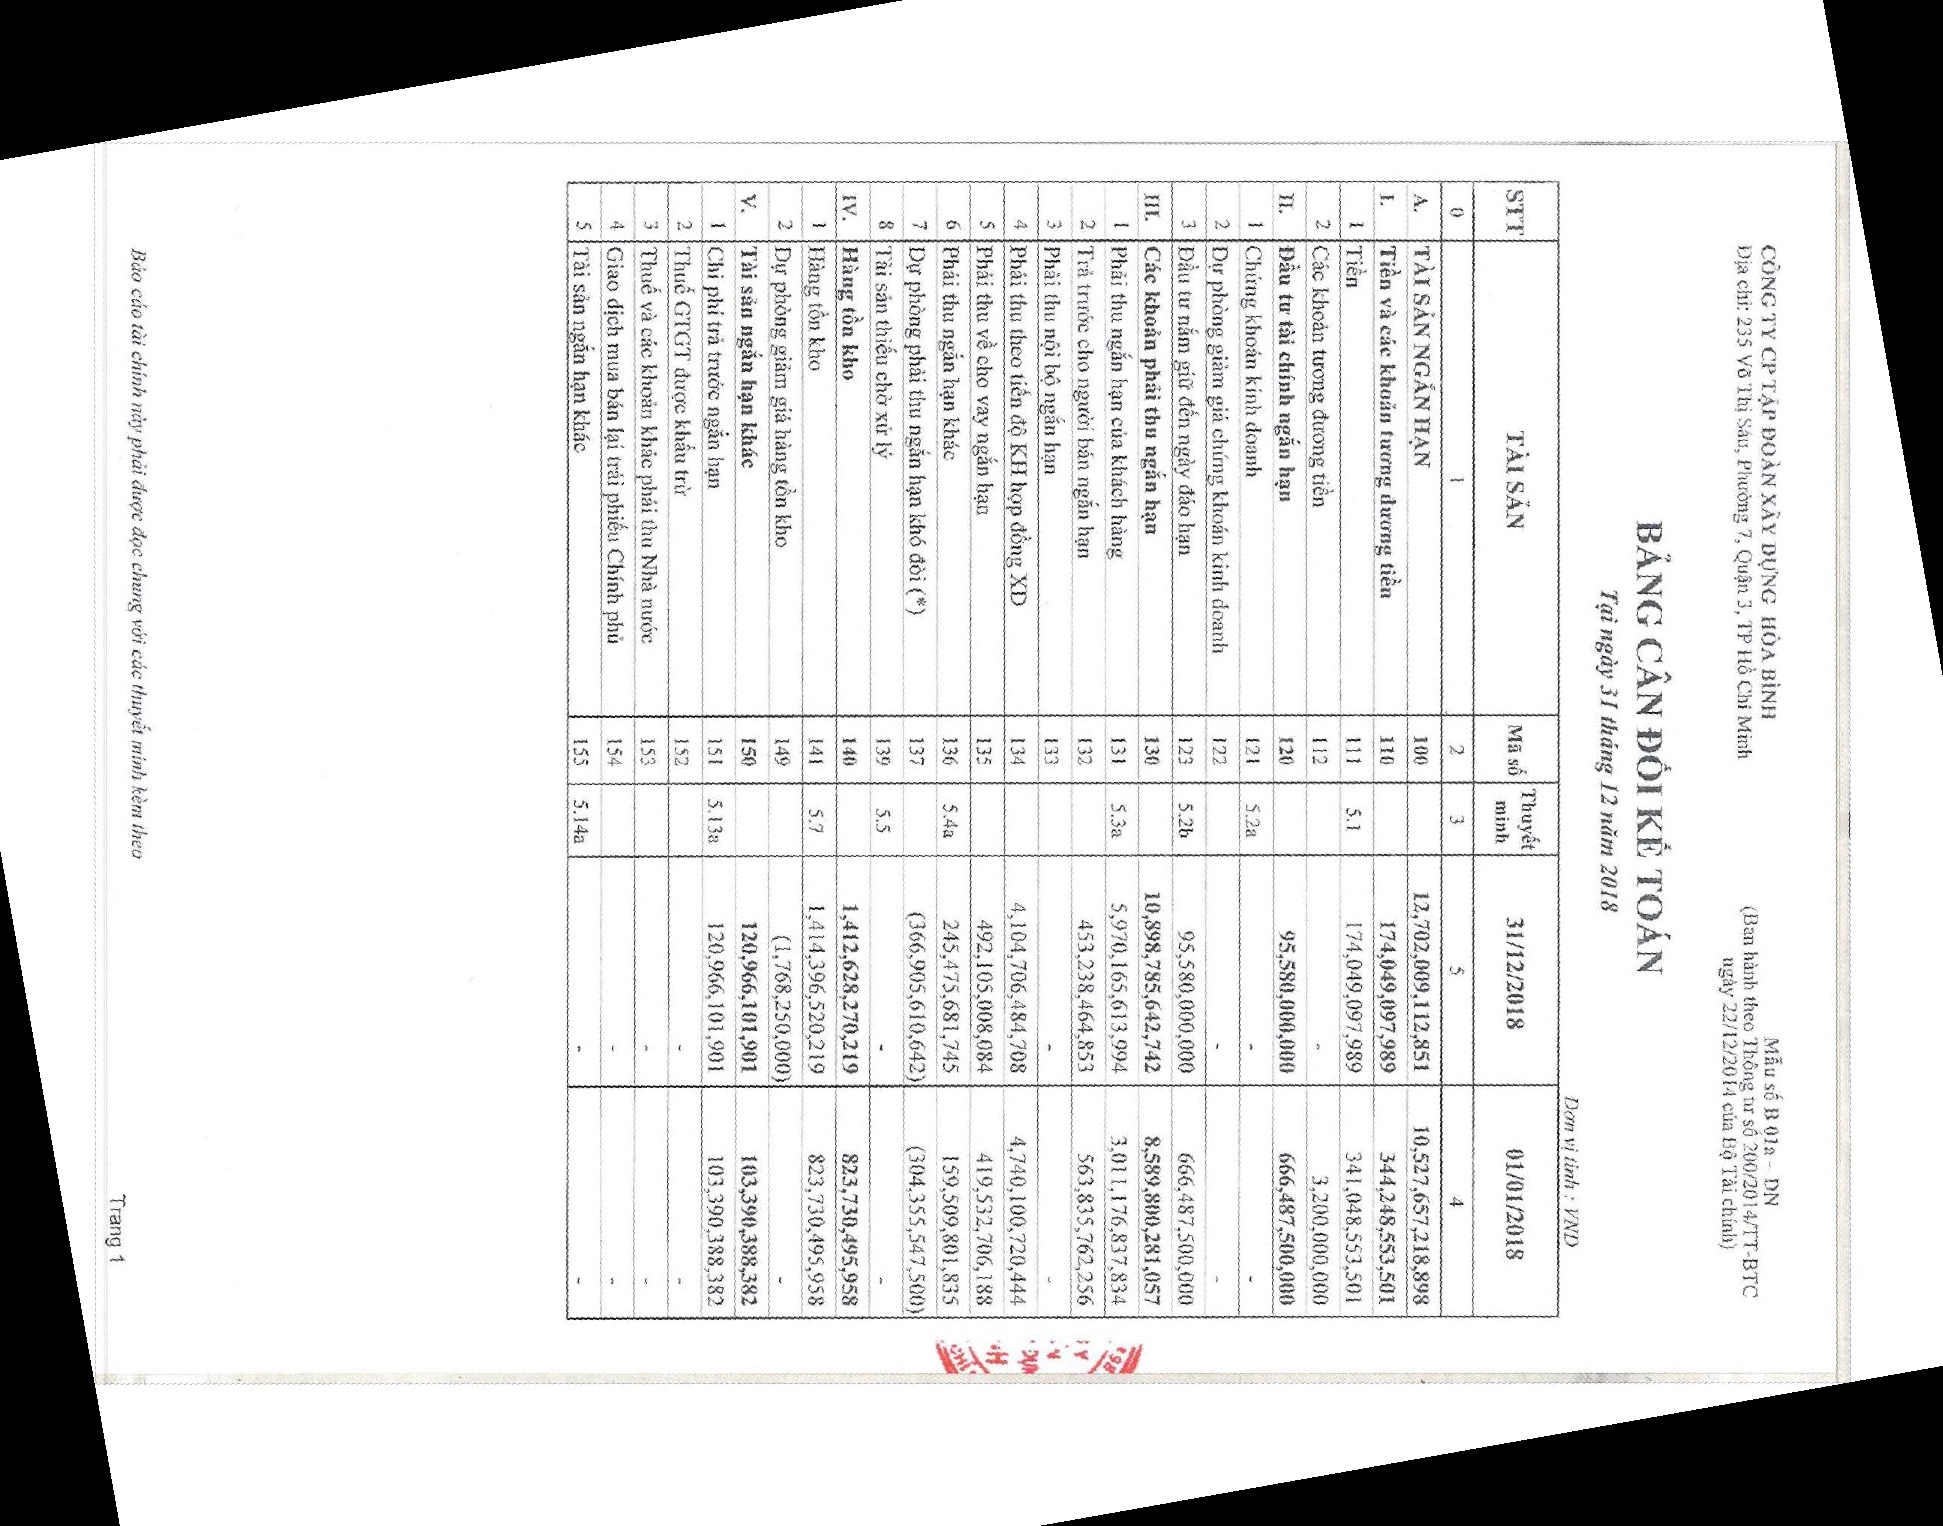 CÔNG TY CP TẬP ĐOÀN XÂY DỰNG HÒA BÌNH
Địa chỉ: 235 Võ Thị Sáu, Phường 7, Quận 3, TP Hồ Chí Minh
Mẫu số B 01a – DN
(Ban hành theo Thông tư số 200/2014/TT-BTC
ngày 22/12/2014 của Bộ Tài chính)
BẢNG CÂN ĐỐI KẾ TOÁN
Tại ngày 31 tháng 12 năm 2018
Đơn vị tính : VND
STT TÀI SẢN Mã số Thuyết minh 31/12/2018 01/01/2018
0 1 2 3 5 4
A. TÀI SẢN NGẮN HẠN 100 12,702,009,112,851 10,527,657,218,898
I. Tiền và các khoản tương đương tiền 110 174,049,097,989 344,248,553,501
1 Tiền 111 5.1 174,049,097,989 341,048,553,501
2 Các khoản tương đương tiền 112 - 3,200,000,000
II. Đầu tư tài chính ngắn hạn 120 95,580,000,000 666,487,500,000
1 Chứng khoán kinh doanh 121 5.2a - -
2 Dự phòng giảm giá chứng khoán kinh doanh 122 - -
3 Đầu tư nắm giữ đến ngày đáo hạn 123 5.2b 95,580,000,000 666,487,500,000
III. Các khoản phải thu ngắn hạn 130 10,898,785,642,742 8,589,800,281,057
1 Phải thu ngắn hạn của khách hàng 131 5.3a 5,970,165,613,994 3,011,176,837,834
2 Trả trước cho người bán ngắn hạn 132 453,238,464,853 563,835,762,256
3 Phải thu nội bộ ngắn hạn 133 - -
4 Phải thu theo tiến độ KH hợp đồng XD 134 4,104,706,484,708 4,740,100,720,444
5 Phải thu về cho vay ngắn hạn 135 492,105,008,084 419,532,706,188
6 Phải thu ngắn hạn khác 136 5.4a 245,475,681,745 159,509,801,835
7 Dự phòng phải thu ngắn hạn khó đòi (*) 137 (366,905,610,642) (304,355,547,500)
8 Tài sản thiếu chờ xử lý 139 5.5 - -
IV. Hàng tồn kho 140 1,412,628,270,219 823,730,495,958
1 Hàng tồn kho 141 5.7 1,414,396,520,219 823,730,495,958
2 Dự phòng giảm giá hàng tồn kho 149 (1,768,250,000) -
V. Tài sản ngắn hạn khác 150 120,966,101,901 103,390,388,382
1 Chi phí trả trước ngắn hạn 151 5.13a 120,966,101,901 103,390,388,382
2 Thuế GTGT được khấu trừ 152 - -
3 Thuế và các khoản khác phải thu Nhà nước 153 - -
4 Giao dịch mua bán lại trái phiếu Chính phủ 154 - -
5 Tài sản ngắn hạn khác 155 5.14a - -
Báo cáo tài chính này phải được đọc chung với các thuyết minh kèm theo
Trang 1